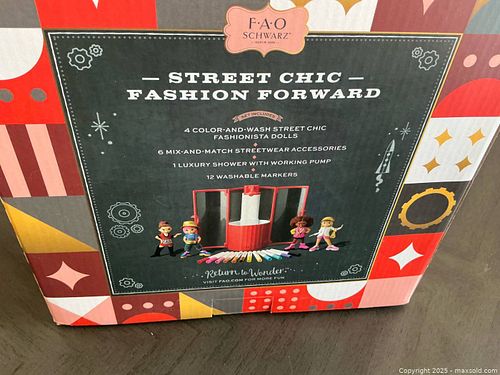 F·A·O
SCHWARZ
— STREET CHIC —
FASHION FORWARD
SET INCLUDES
4 COLOR-AND-WASH STREET CHIC
FASHIONISTA DOLLS
6 MIX-AND-MATCH STREETWEAR ACCESSORIES
1 LUXURY SHOWER WITH WORKING PUMP
12 WASHABLE MARKERS
Return to Wonder
VISIT FAO.COM FOR MORE FUN
Copyright 2025 - maxsold.com